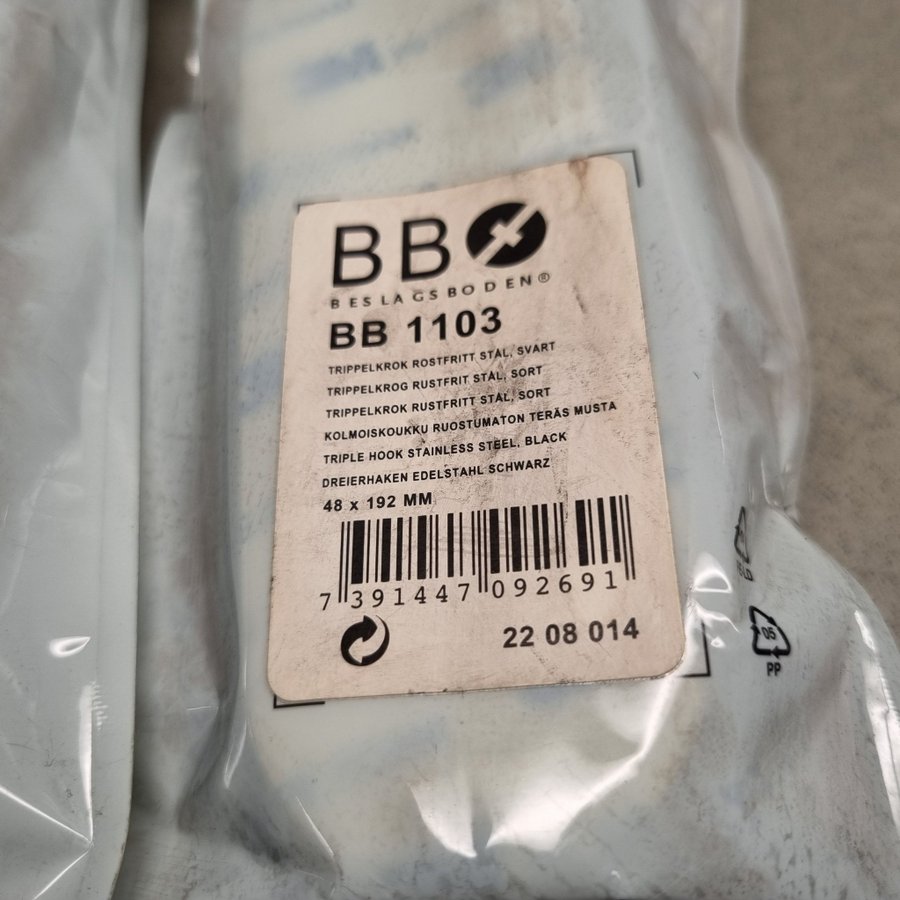 BB
BESLAGSBODEN®
BB 1103
TRIPPELKROK ROSTFRITT STÅL, SVART
TRIPPELKROG RUSTFRIT STÅL, SORT
TRIPPELKROK RUSTFRITT STÅL, SORT
KOLMOISKOUKKU RUOSTUMATON TERÄS MUSTA
TRIPLE HOOK STAINLESS STEEL, BLACK
DREIERHAKEN EDELSTAHL SCHWARZ
48 x 192 MM
7 391447 092691
22 08 014
05
PP